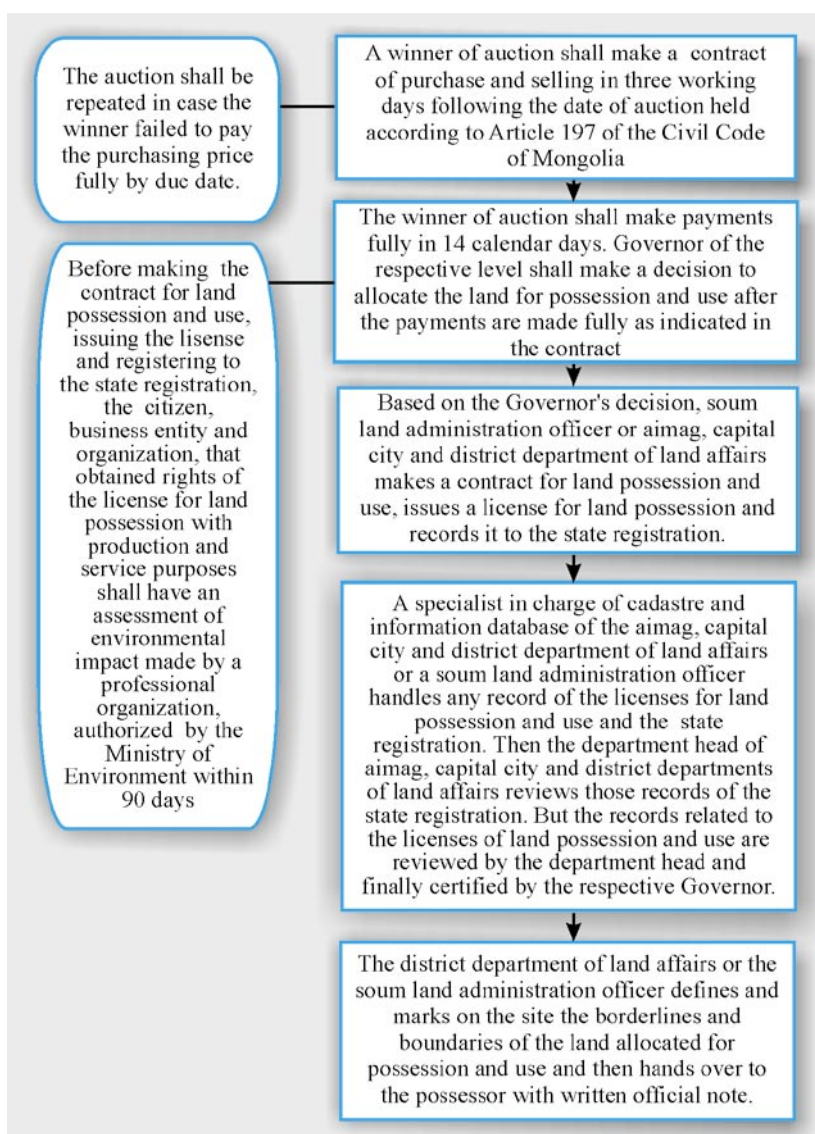 The auction shall be
repeated in case the
winner failed to pay
the purchasing price
fully by due date.
A winner of auction shall make a contract
of purchase and selling in three working
days following the date of auction held
according to Article 197 of the Civil Code
of Mongolia
The winner of auction shall make payments
fully in 14 calendar days. Governor of the
respective level shall make a decision to
allocate the land for possession and use after
the payments are made fully as indicated in
the contract
Before making the
contract for land
possession and use,
issuing the lisense
and registering to
the state registration,
the citizen,
business entity and
organization, that
obtained rights of
the license for land
possession with
production and
service purposes
shall have an
assessment of
environmental
impact made by a
professional
organization,
authorized by the
Ministry of
Environment within
90 days
Based on the Governor's decision, soum
land administration officer or aimag, capital
city and district department of land affairs
makes a contract for land possession and
use, issues a license for land possession and
records it to the state registration.
A specialist in charge of cadastre and
information database of the aimag, capital
city and district department of land affairs
or a soum land administration officer
handles any record of the licenses for land
possession and use and the state
registration. Then the department head of
aimag, capital city and district departments
of land affairs reviews those records of the
state registration. But the records related to
the licenses of land possession and use are
reviewed by the department head and
finally certified by the respective Governor.
The district department of land affairs or the
soum land administration officer defines and
marks on the site the borderlines and
boundaries of the land allocated for
possession and use and then hands over to
the possessor with written official note.